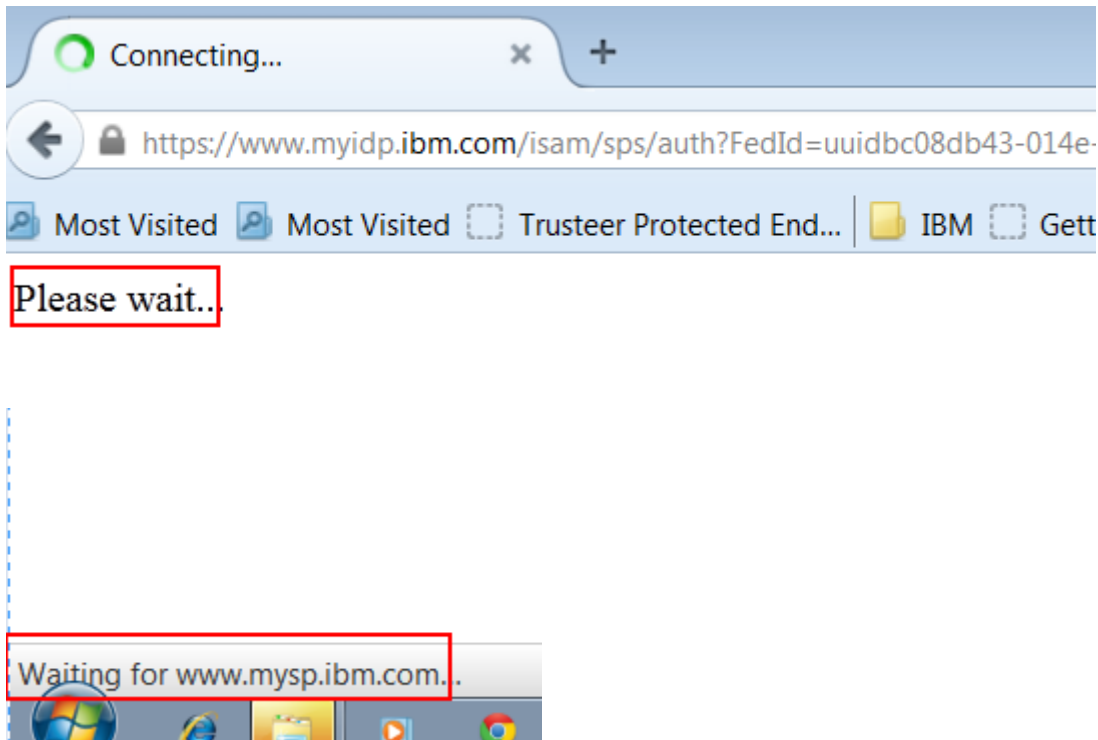 Connecting...
https://www.myidp.ibm.com/isam/sps/auth?FedId=uuidbc08db43-014e-
Most Visited Most Visited Trusteer Protected End... IBM Gett
Please wait...
Waiting for www.mysp.ibm.com...